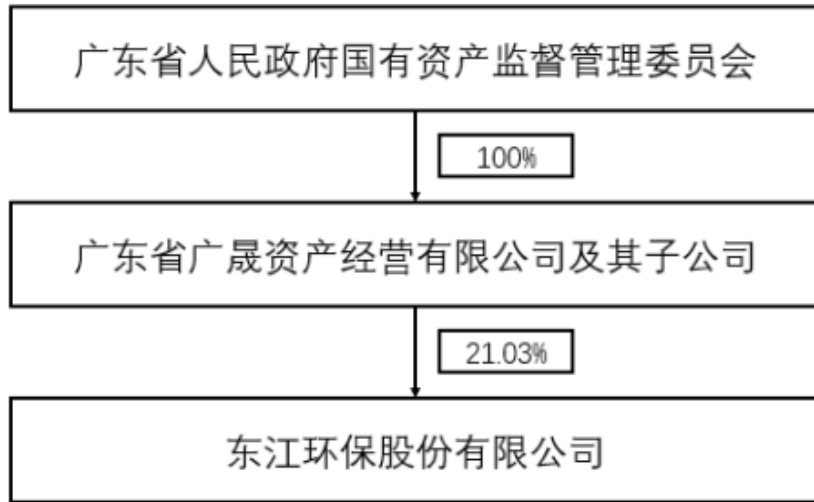 广东省人民政府国有资产监督管理委员会
100%
广东省广晟资产经营有限公司及其子公司
21.03%
东江环保股份有限公司